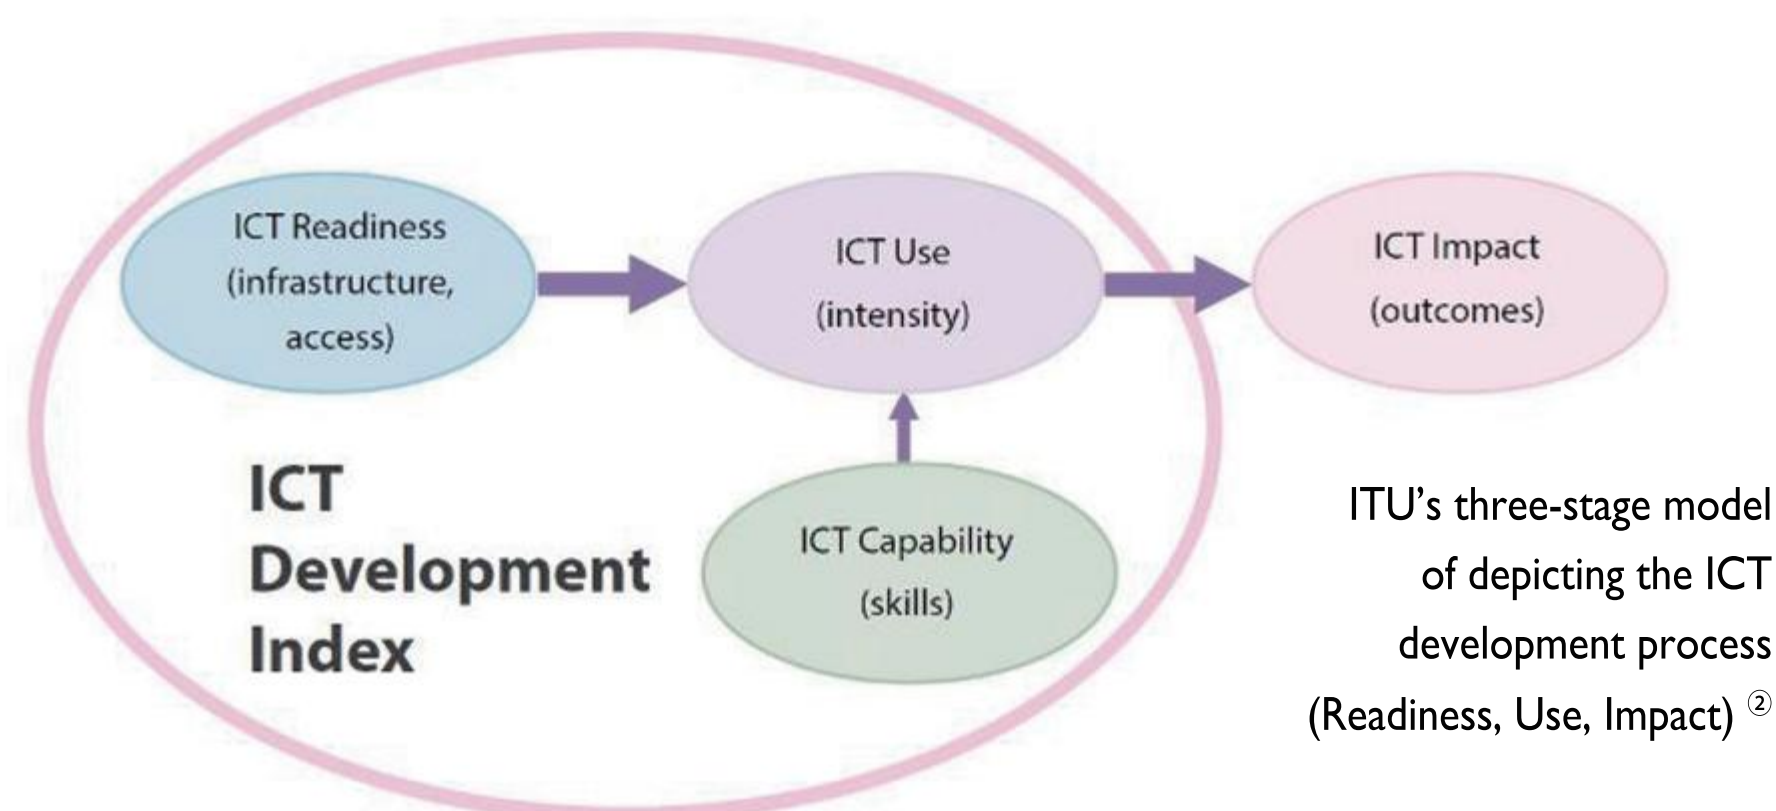 ICT Readiness
(infrastructure,
access)
ICT Use
(intensity)
ICT Impact
(outcomes)
ICT
Development
Index
ICT Capability
(skills)
ITU’s three-stage model
of depicting the ICT
development process
(Readiness, Use, Impact) ②